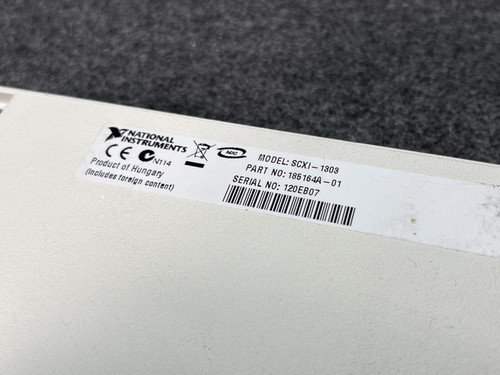 NATIONAL
INSTRUMENTS
CE N114 MIC
Product of Hungary
(Includes foreign content)
MODEL: SCXI-1303
PART NO: 185164A-01
SERIAL NO: 120EB07